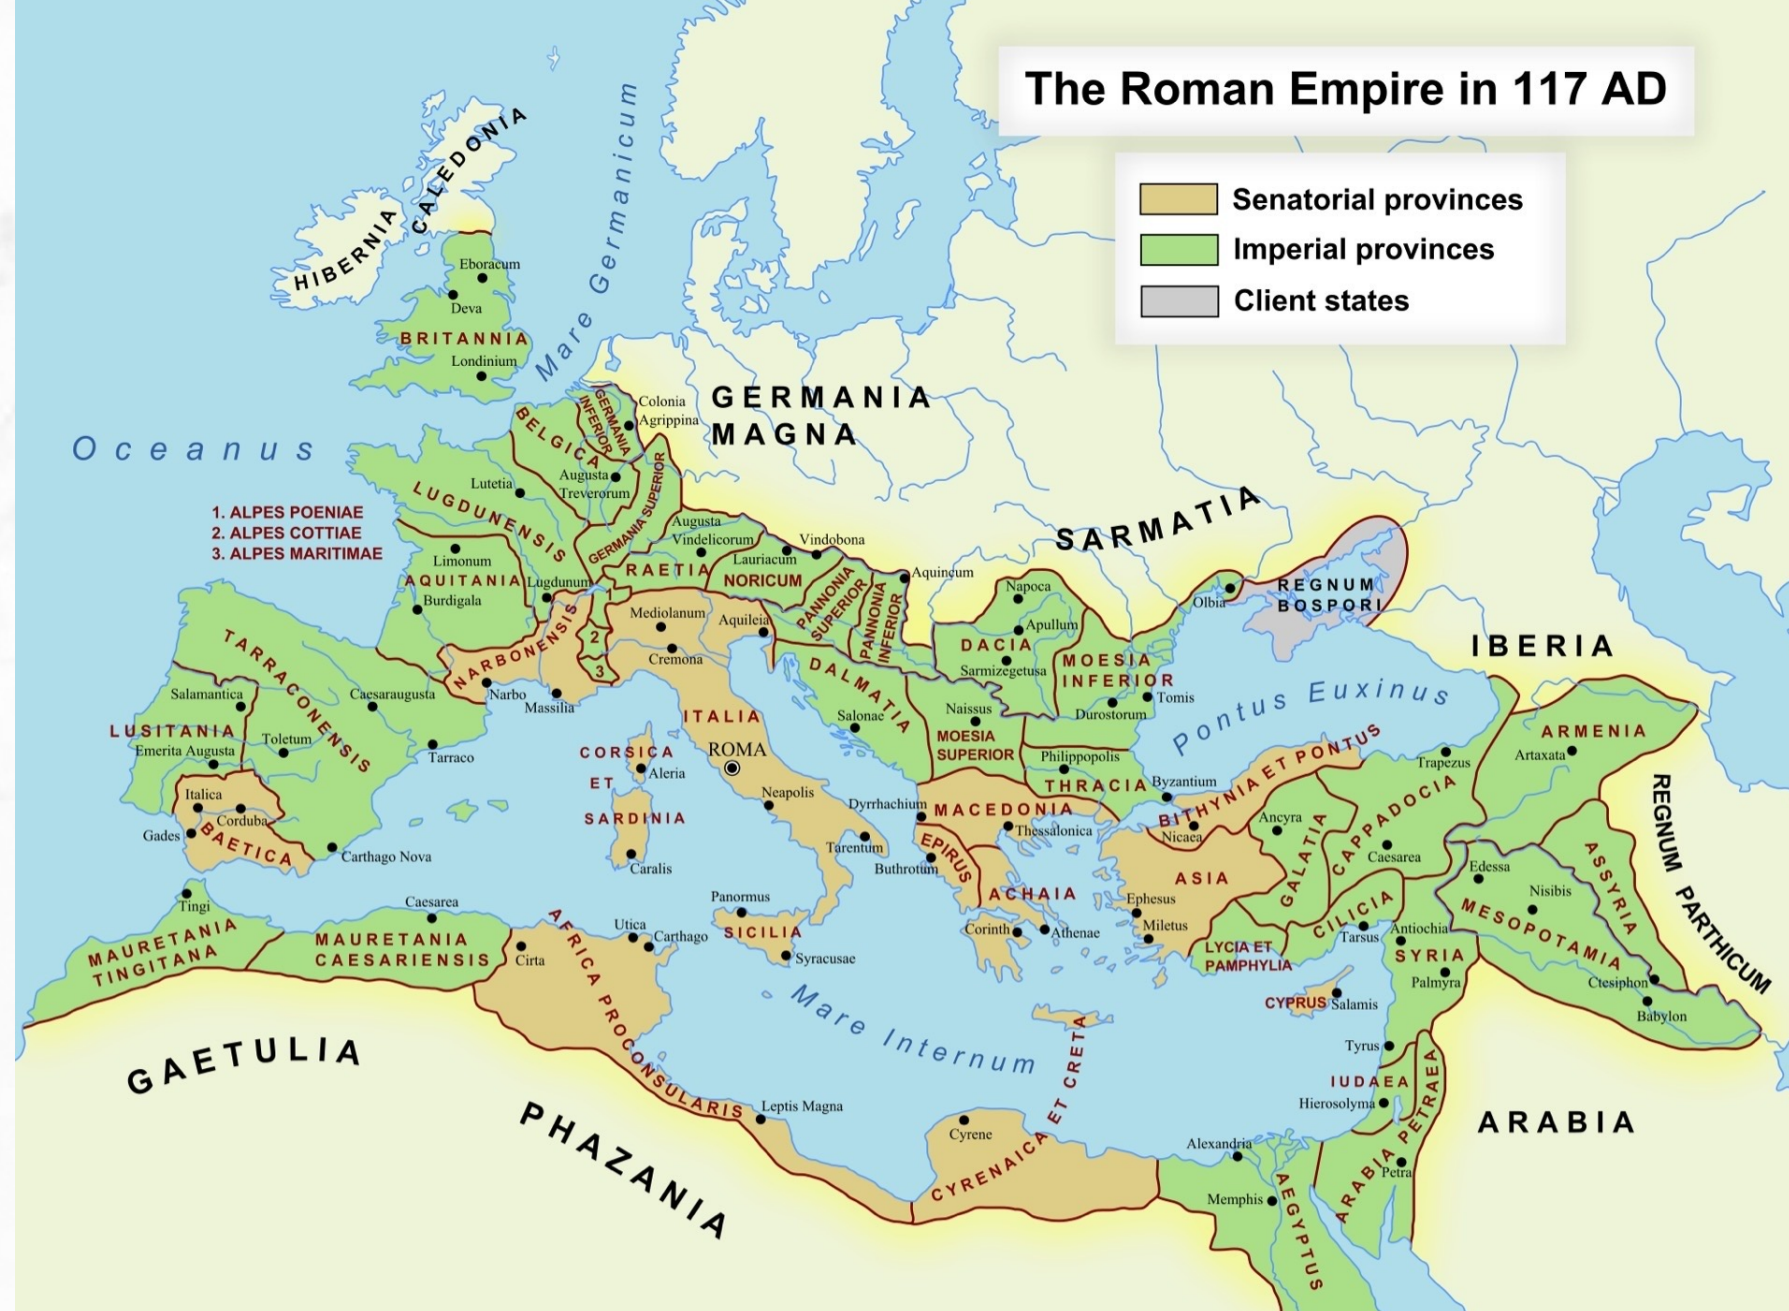 The Roman Empire in 117 AD
Senatorial provinces
Imperial provinces
Client states
CALEDONIA
HIBERNIA
Mare Germanicum
Eboracum
Deva
BRITANNIA
Londinium
Oceanus
GERMANIA
MAGNA
Colonia
Agrippina
GERMANIA
INFERIOR
BELGICA
Augusta
Treverorum
Lutetia
LUGDUNENSIS
GERMANIA SUPERIOR
1. ALPES POENIAE
2. ALPES COTTIAE
3. ALPES MARITIMAE
Limonum
AQUITANIA
Burdigala
Lugdunum
Augusta
Vindelicorum
RAETIA
Lauriacum
Vindobona
NORICUM
PANNONIA
SUPERIOR
PANNONIA
INFERIOR
Aquincum
SARMATIA
Napoca
Apullum
DACIA
Sarmizegetusa
MOESIA
INFERIOR
Tomis
Durostorum
Olbia
REGNUM
BOSPORI
IBERIA
Pontus Euxinus
1
2
3
NARBONENSIS
Narbo
Massilia
Mediolanum
Cremona
Aquileia
ITALIA
ROMA
Neapolis
Tarentum
DALMATIA
Salonae
Naissus
MOESIA
SUPERIOR
Philippopolis
THRACIA
Byzantium
TARRACONENSIS
Salamantica
Caesaraugusta
LUSITANIA
Emerita Augusta
Toletum
Tarraco
Italica
Corduba
Gades
BAETICA
Carthago Nova
CORSICA
ET
SARDINIA
Aleria
Caralis
Dyrrhachium
MACEDONIA
Thessalonica
EPIRUS
Buthrotum
ACHAIA
Corinth
Athenae
BITHYNIA ET PONTUS
Nicaea
Trapezus
ARMENIA
Artaxata
Ancyra
GALATIA
CAPPADOCIA
Caesarea
ASIA
Ephesus
Miletus
LYCIA ET
PAMPHYLIA
CILICIA
Tarsus
Antiochia
SYRIA
Palmyra
Edessa
Nisibis
MESOPOTAMIA
ASSYRIA
Ctesiphon
Babylon
REGNUM PARTHICUM
CYPRUS
Salamis
Tingi
MAURETANIA
TINGITANA
Caesarea
MAURETANIA
CAESARIENSIS
Cirta
Utica
Carthago
AFRICA PROCONSULARIS
Panormus
SICILIA
Syracusae
Mare Internum
Leptis Magna
Cyrene
CYRENAICA ET CRETA
Tyrus
IUDAEA
Hierosolyma
ARABIA PETRAEA
Petra
ARABIA
Alexandria
Memphis
AEGYPTUS
GAETULIA
PHAZANIA